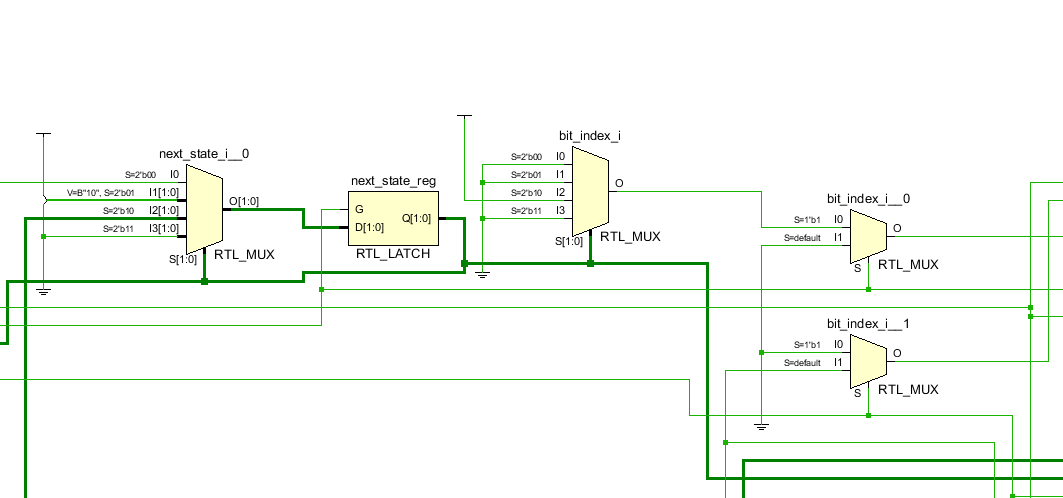 next_state_i__0
S=2'b00 I0
V=B"10", S=2'b01 I1[1:0]
S=2'b10 I2[1:0]
S=2'b11 I3[1:0]
S[1:0]
O[1:0]
RTL_MUX
next_state_reg
G
D[1:0]
Q[1:0]
RTL_LATCH
bit_index_i
S=2'b00 I0
S=2'b01 I1
S=2'b10 I2
S=2'b11 I3
S[1:0]
O
RTL_MUX
bit_index_i__0
S=1'b1 I0
S=default I1
S
O
RTL_MUX
bit_index_i__1
S=1'b1 I0
S=default I1
S
O
RTL_MUX